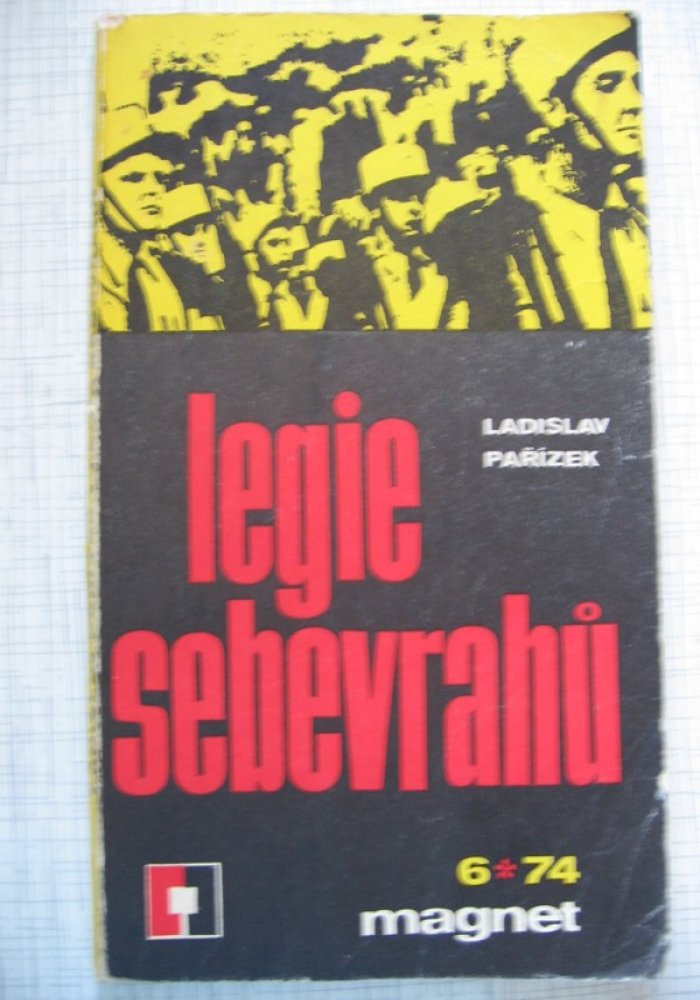 legie
LADISLAV
PAŘÍZEK
sebevrahů
6*74
magnet